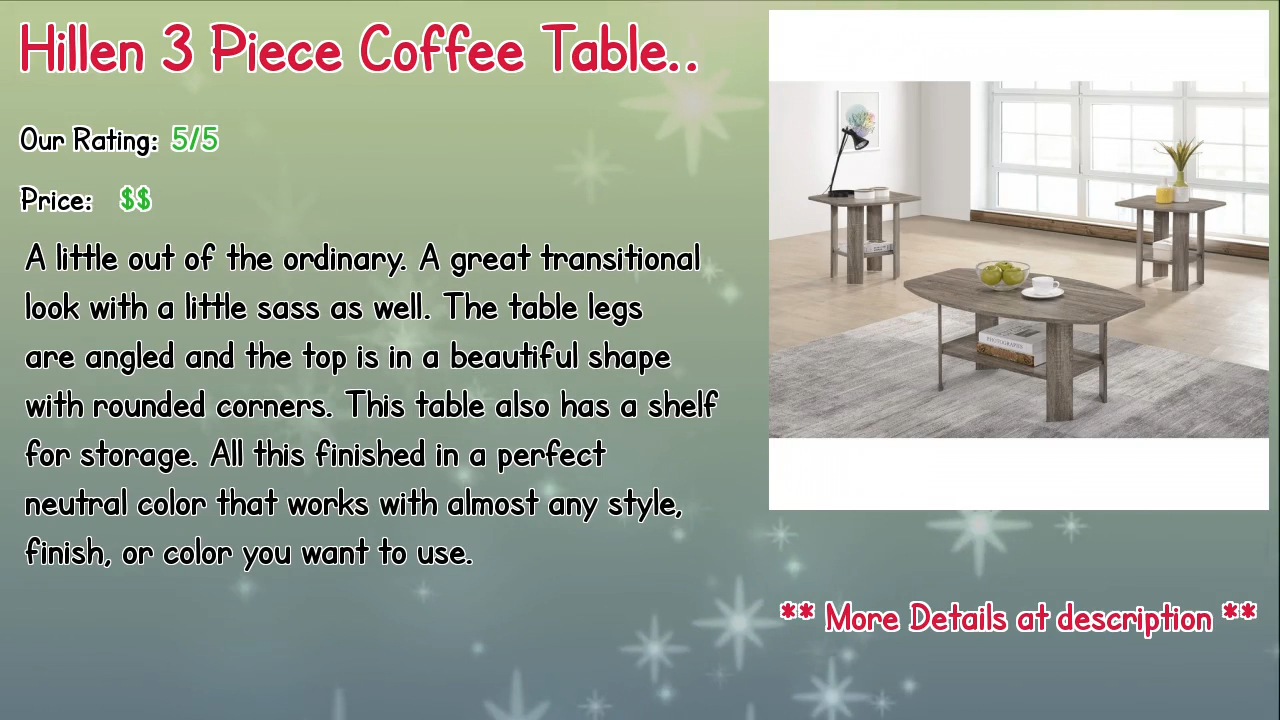 Hillen 3 Piece Coffee Table..
Our Rating: 5/5
Price: $$
A little out of the ordinary. A great transitional
look with a little sass as well. The table legs
are angled and the top is in a beautiful shape
with rounded corners. This table also has a shelf
for storage. All this finished in a perfect
neutral color that works with almost any style,
finish, or color you want to use.
PHOTOGRAPHY
** More Details at description **